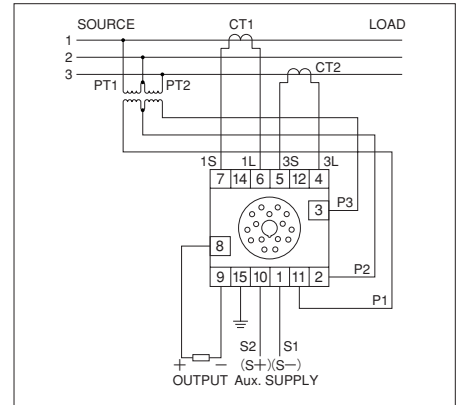 SOURCE CT1 LOAD
1
2
3 CT2
PT1 PT2
1S 1L 3S 3L
7 14 6 5 12 4
3 P3
8
9 15 10 1 11 2 P2
P1
S2 S1
+ − (S+) (S−)
OUTPUT Aux. SUPPLY